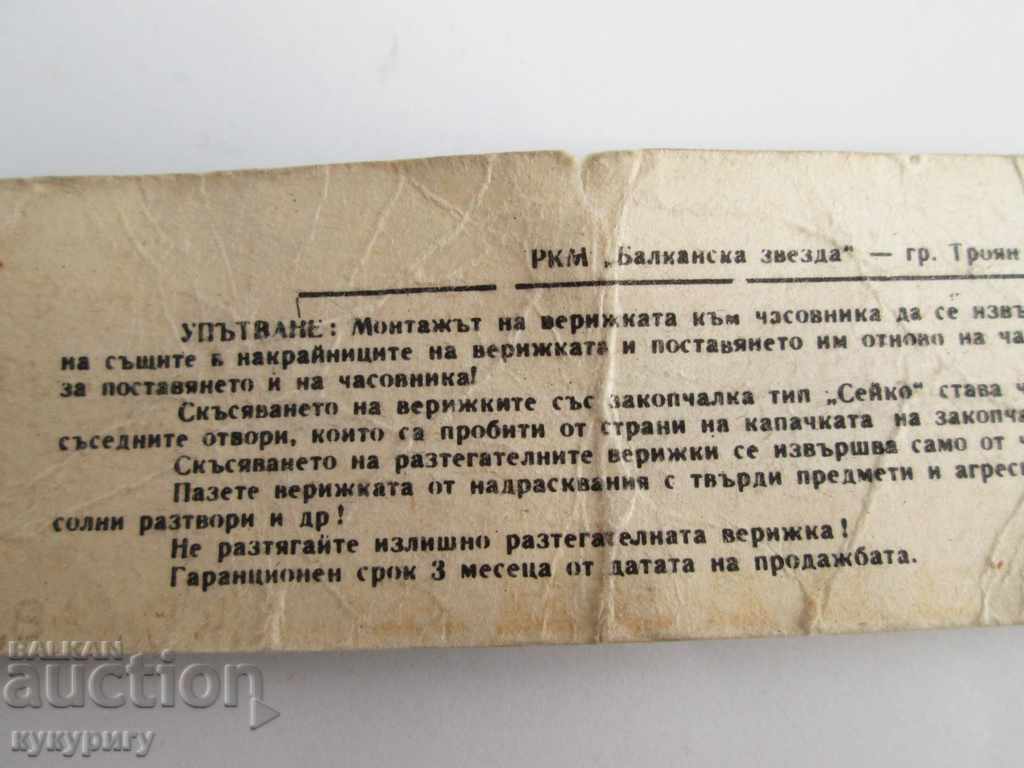 РКМ „Балканска звезда“ — гр. Троян
УПЪТВАНЕ: Монтажът на верижката към часовника да се извъ
на същите в накрайниците на верижката и поставянето им отново на ча
за поставянето ѝ на часовника!
Скъсяването на верижките със закопчалка тип „Сейко“ става ч
съседните отвори, които са пробити от страни на капачката на закопча
Скъсяването на разтегателните верижки се извършва само от ч
Пазете верижката от надрасквания с твърди предмети и агреси
солни разтвори и др!
Не разтягайте излишно разтегателната верижка!
Гаранционен срок 3 месеца от датата на продажбата.
BALKAN
auction
кукуригу